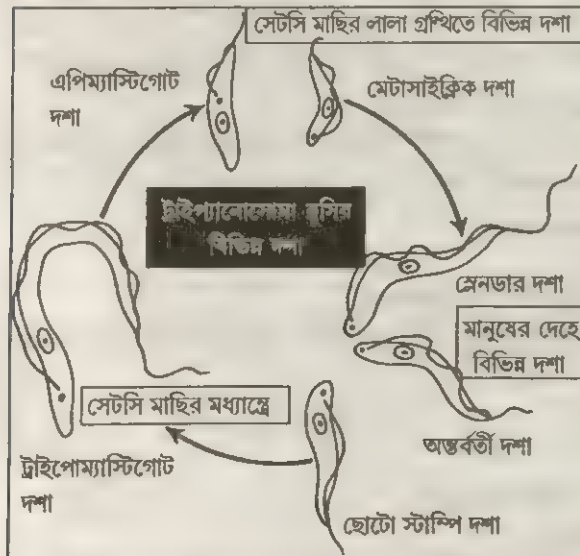 সেটসি মাছির লালা গ্রন্থিতে বিভিন্ন দশা
এপিম্যাস্টিগোট
দশা
মেটাসাইক্লিক দশা
ট্রাইপ্যানোসোমা ব্রুসির
বিভিন্ন দশা
স্লেনডার দশা
মানুষের দেহে
বিভিন্ন দশা
সেটসি মাছির মধ্যান্ত্রে
ট্রাইপোম্যাস্টিগোট
দশা
অন্তর্বর্তী দশা
ছোটো স্টাম্পি দশা